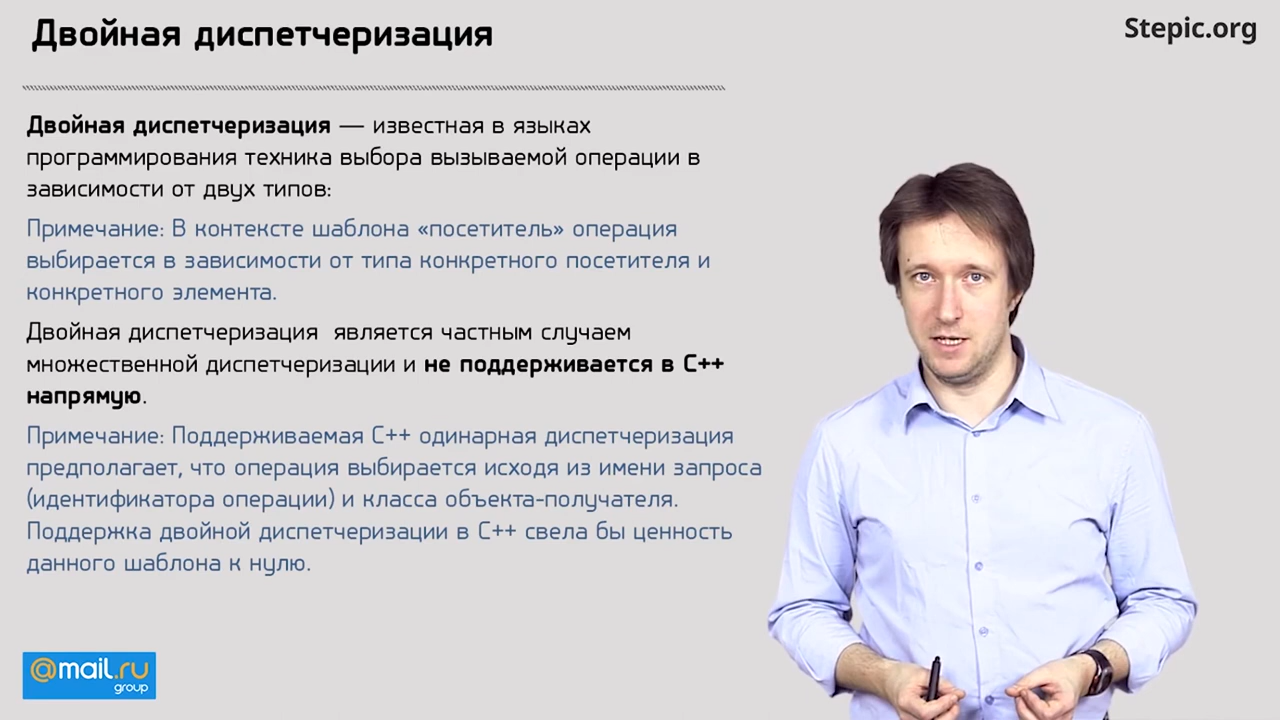 Двойная диспетчеризация
Stepic.org
Двойная диспетчеризация — известная в языках
программирования техника выбора вызываемой операции в
зависимости от двух типов:
Примечание: В контексте шаблона «посетитель» операция
выбирается в зависимости от типа конкретного посетителя и
конкретного элемента.
Двойная диспетчеризация является частным случаем
множественной диспетчеризации и не поддерживается в C++
напрямую.
Примечание: Поддерживаемая C++ одинарная диспетчеризация
предполагает, что операция выбирается исходя из имени запроса
(идентификатора операции) и класса объекта-получателя.
Поддержка двойной диспетчеризации в C++ свела бы ценность
данного шаблона к нулю.
@mail.ru
group